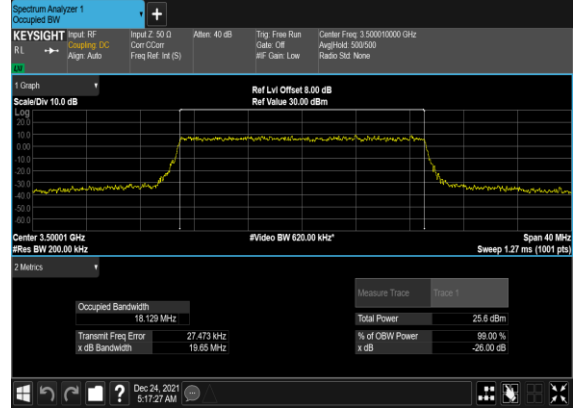 Spectrum Analyzer 1
Occupied BW
+
KEYSIGHT Input: RF Input Z: 50 Ω Atten: 40 dB Trig: Free Run Center Freq: 3.500010000 GHz
RL Coupling: DC Corr CCorr Gate: Off Avg|Hold: 500/500
Align: Auto Freq Ref: Int (S) #IF Gain: Low Radio Std: None
LU
1 Graph Ref Lvl Offset 8.00 dB
Scale/Div 10.0 dB Ref Value 30.00 dBm
Log
20.0
10.0
0.00
-10.0
-20.0
-30.0
-40.0
-50.0
-60.0
Center 3.50001 GHz #Video BW 620.00 kHz* Span 40 MHz
#Res BW 200.00 kHz Sweep 1.27 ms (1001 pts)
2 Metrics
Measure Trace Trace 1
Occupied Bandwidth
18.129 MHz Total Power 25.6 dBm
Transmit Freq Error 27.473 kHz % of OBW Power 99.00 %
x dB Bandwidth 19.65 MHz x dB -26.00 dB
? Dec 24, 2021
5:17:27 AM